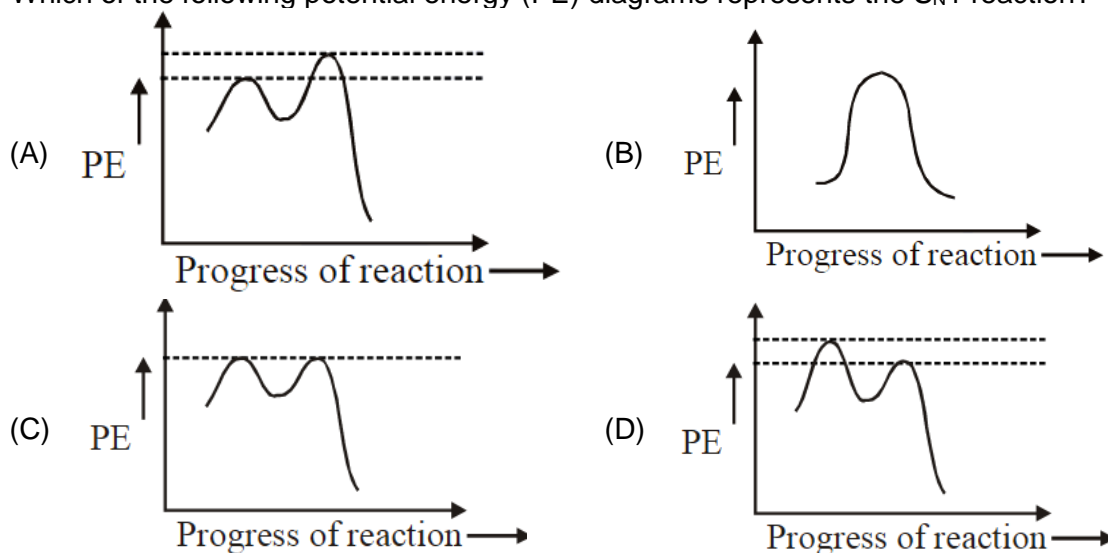 Which of the following potential energy (PE) diagrams represents the SN1 reaction?
(A)
PE
Progress of reaction
(B)
PE
Progress of reaction
(C)
PE
Progress of reaction
(D)
PE
Progress of reaction